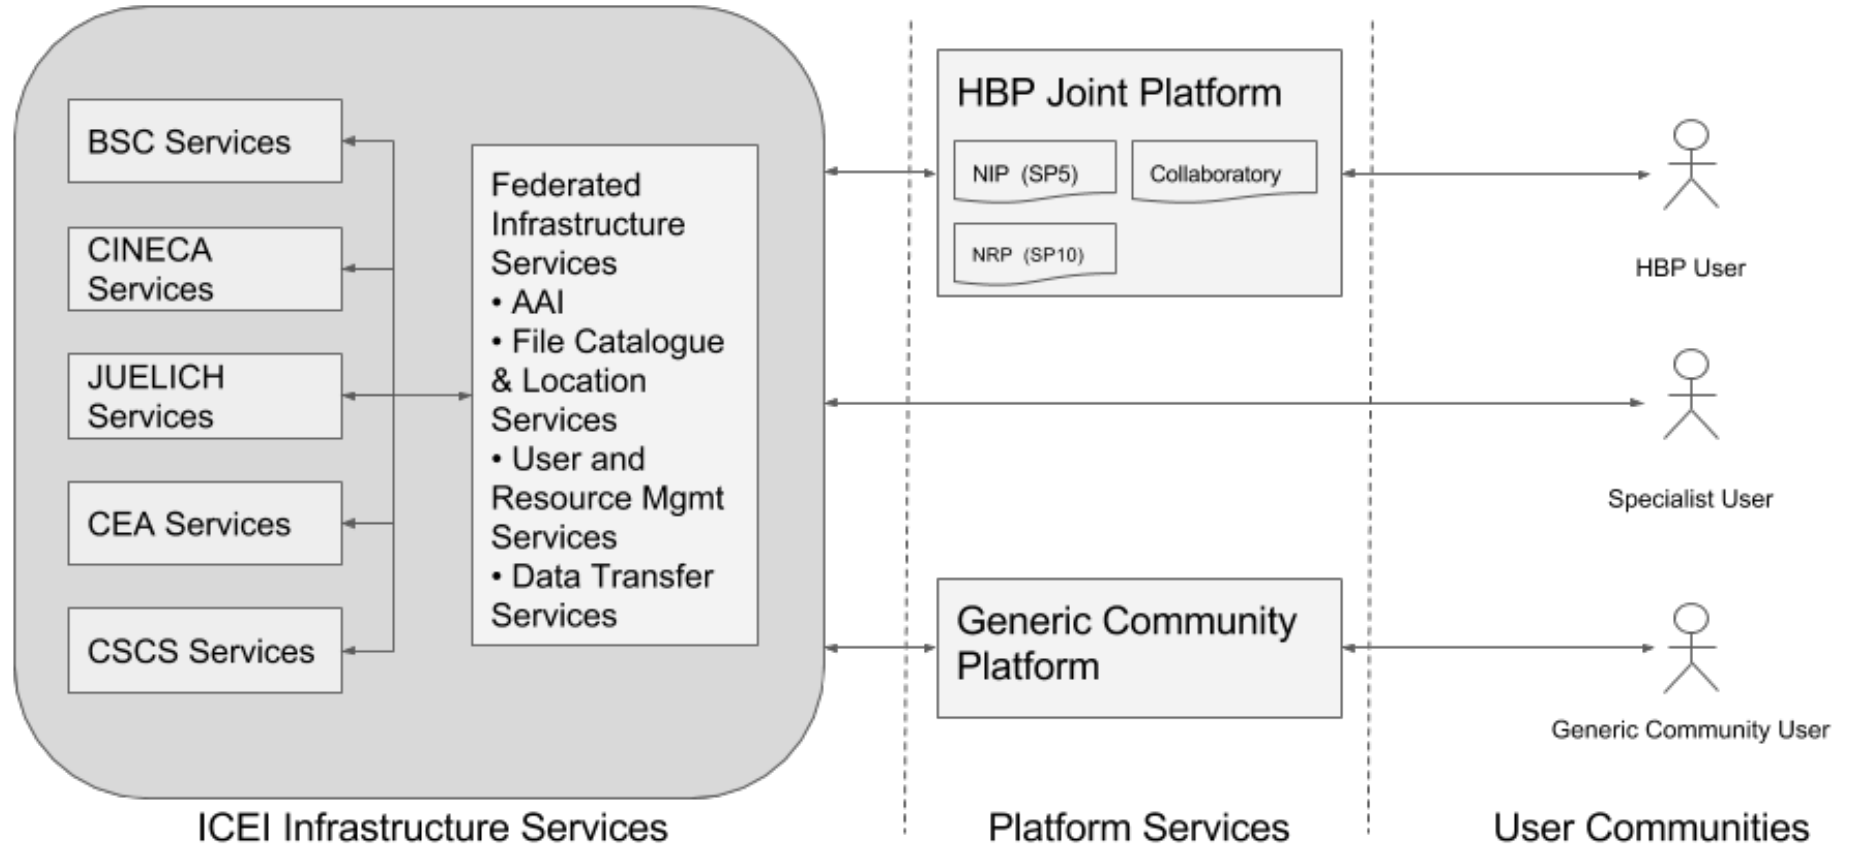 BSC Services
CINECA
Services
JUELICH
Services
CEA Services
CSCS Services
Federated
Infrastructure
Services
• AAI
• File Catalogue
& Location
Services
• User and
Resource Mgmt
Services
• Data Transfer
Services
ICEI Infrastructure Services
HBP Joint Platform
NIP (SP5)
Collaboratory
NRP (SP10)
Generic Community
Platform
Platform Services
HBP User
Specialist User
Generic Community User
User Communities